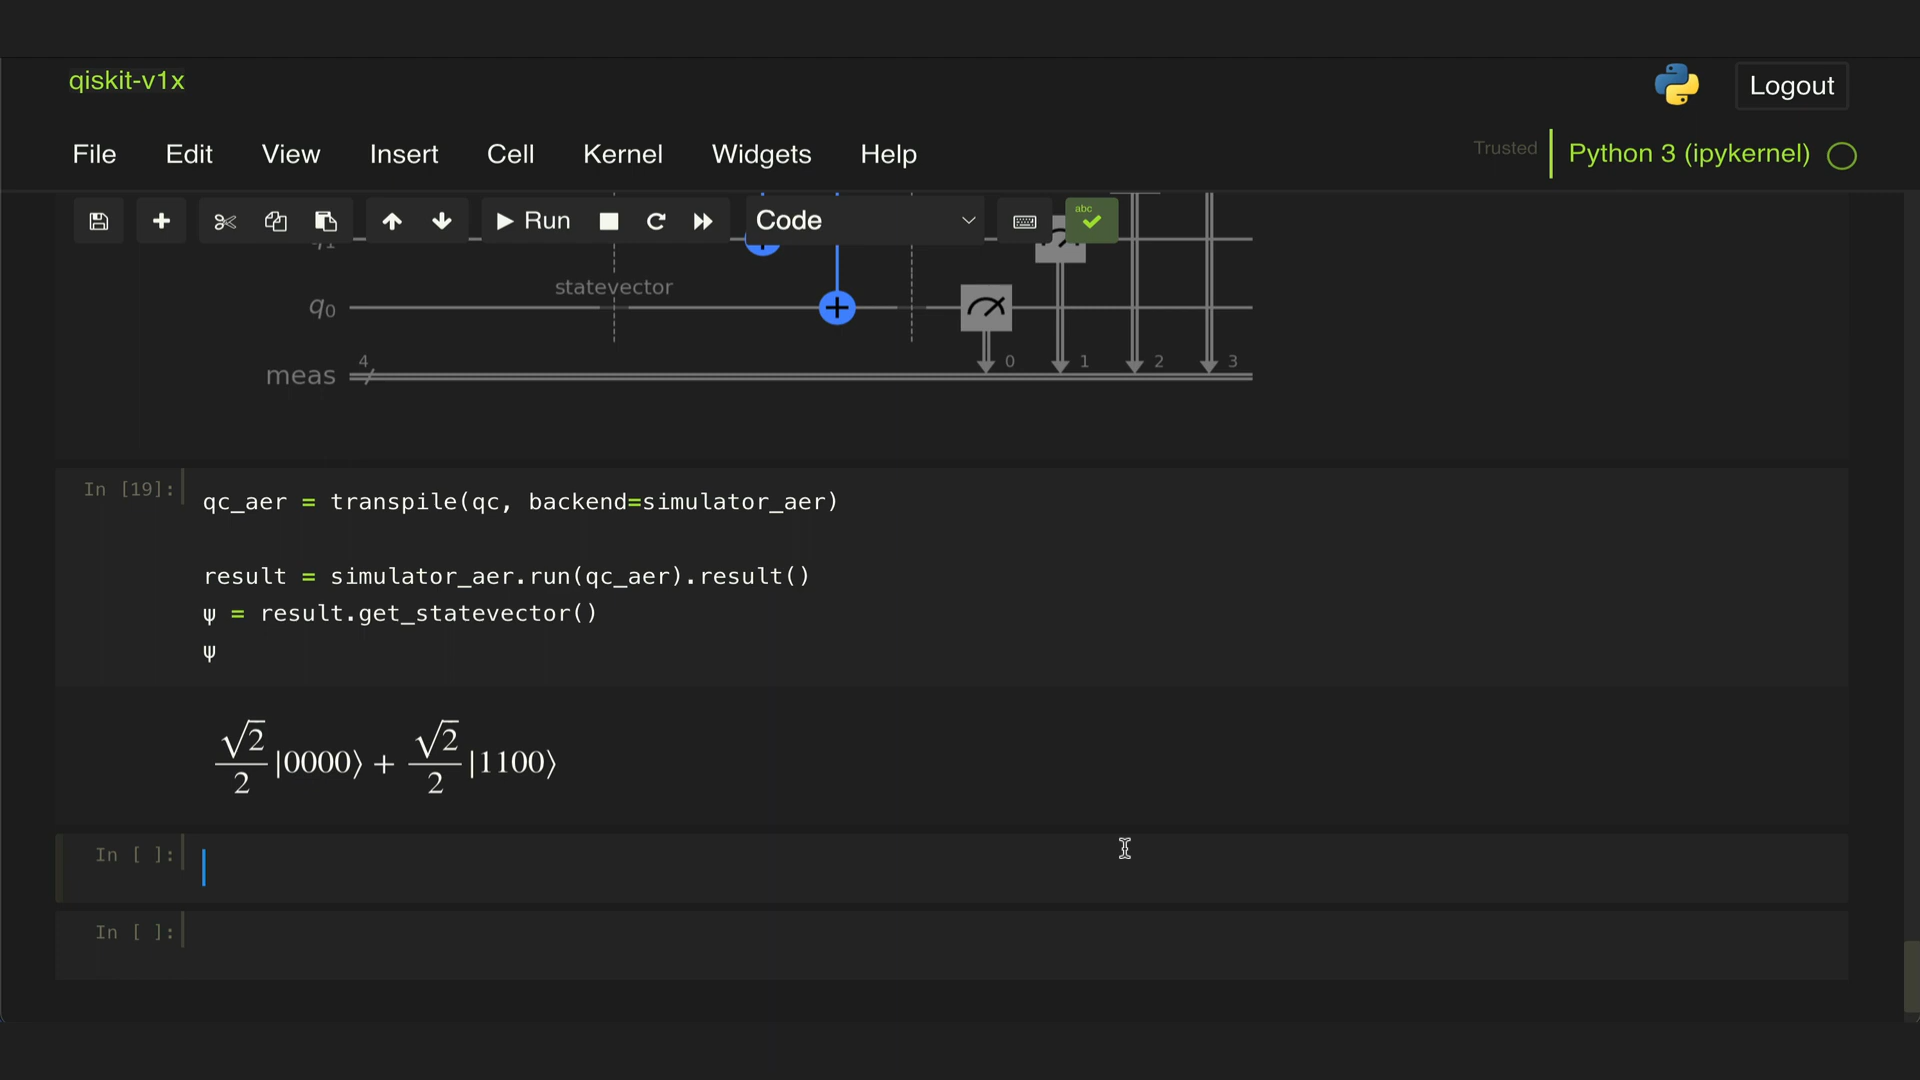 qiskit-v1x
Logout
File Edit View Insert Cell Kernel Widgets Help
Trusted
Python 3 (ipykernel)
Run
Code
abc
q1
statevector
q0
meas
4
0 1 2 3
In [19]:
qc_aer = transpile(qc, backend=simulator_aer)
result = simulator_aer.run(qc_aer).result()
ψ = result.get_statevector()
ψ
√2/2 |0000⟩ + √2/2 |1100⟩
In [ ]:
In [ ]: